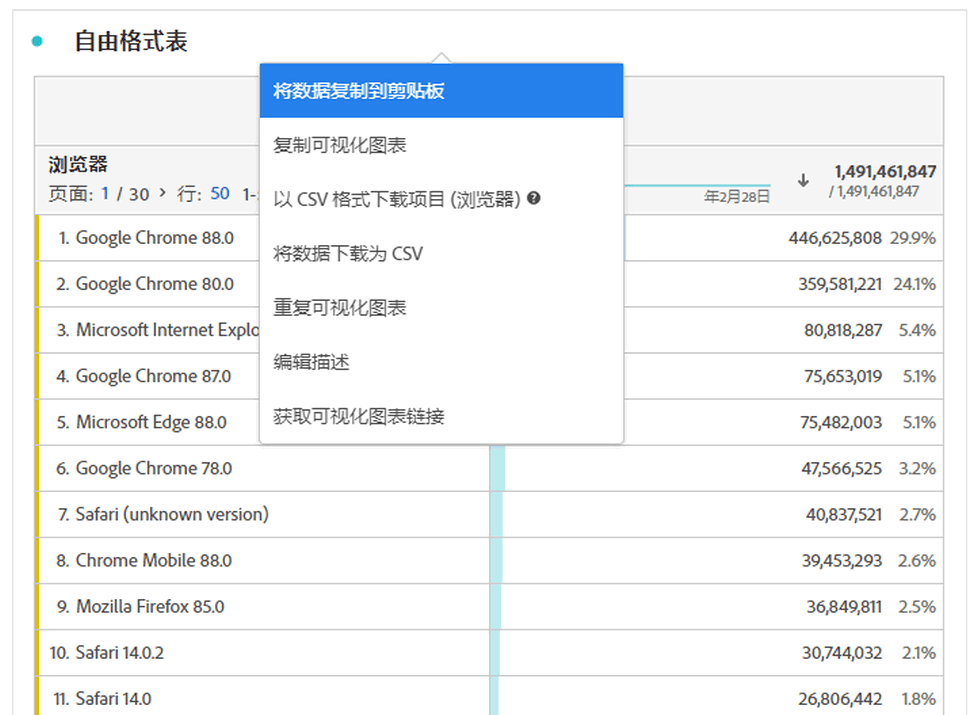 自由格式表
将数据复制到剪贴板
复制可视化图表
以 CSV 格式下载项目 (浏览器) ?
将数据下载为 CSV
重复可视化图表
编辑描述
获取可视化图表链接
浏览器
页面: 1 / 30 > 行: 50 1-
年2月28日
↓ 1,491,461,847
/ 1,491,461,847
1. Google Chrome 88.0 446,625,808 29.9%
2. Google Chrome 80.0 359,581,221 24.1%
3. Microsoft Internet Explo 80,818,287 5.4%
4. Google Chrome 87.0 75,653,019 5.1%
5. Microsoft Edge 88.0 75,482,003 5.1%
6. Google Chrome 78.0 47,566,525 3.2%
7. Safari (unknown version) 40,837,521 2.7%
8. Chrome Mobile 88.0 39,453,293 2.6%
9. Mozilla Firefox 85.0 36,849,811 2.5%
10. Safari 14.0.2 30,744,032 2.1%
11. Safari 14.0 26,806,442 1.8%